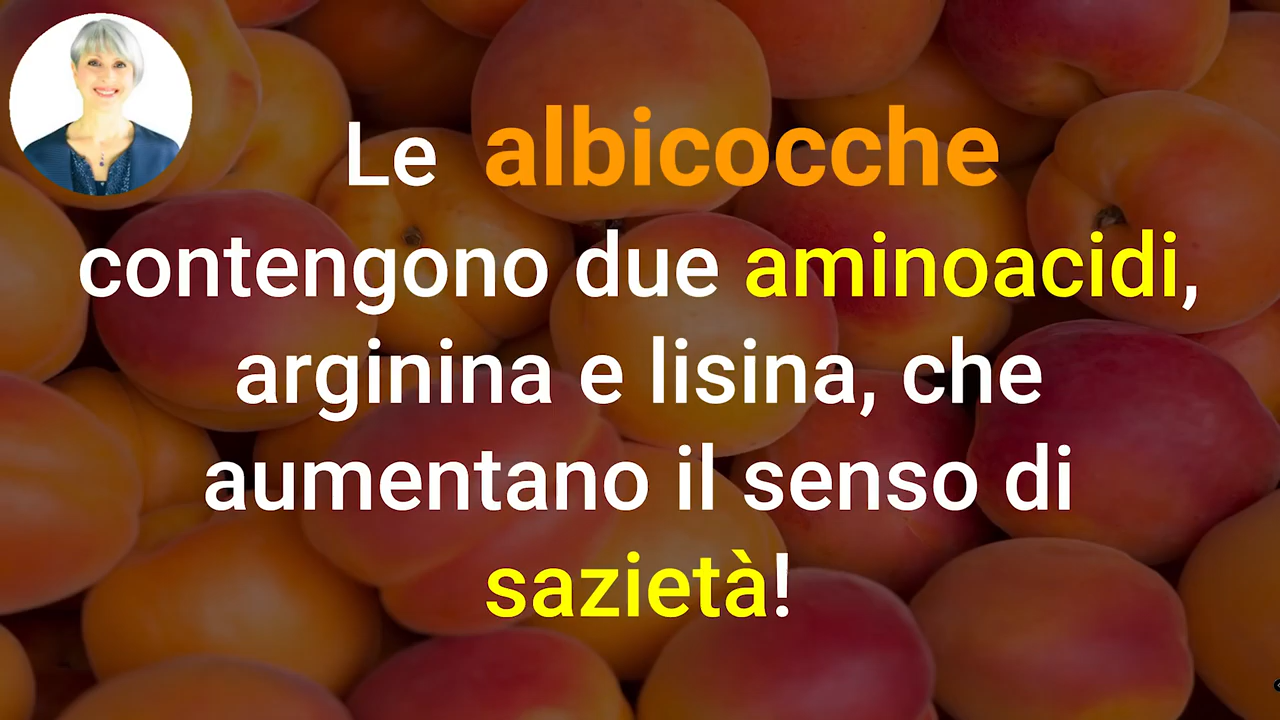 Le albicocche
contengono due aminoacidi,
arginina e lisina, che
aumentano il senso di
sazietà!